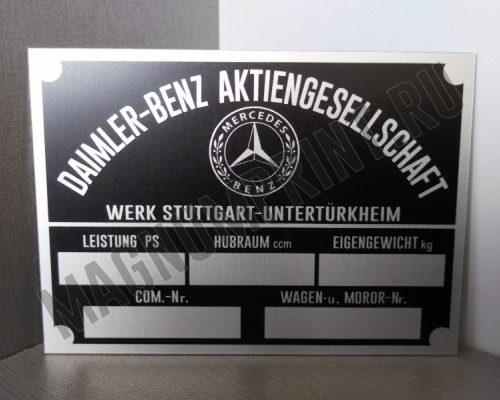 DAIMLER-BENZ AKTIENGESELLSCHAFT
MERCEDES
BENZ
WERK STUTTGART-UNTERTÜRKHEIM
LEISTUNG PS HUBRAUM ccm EIGENGEWICHT kg
COM.-Nr. WAGEN-u. MOROR-Nr.
MAGNUMPRINT.RU